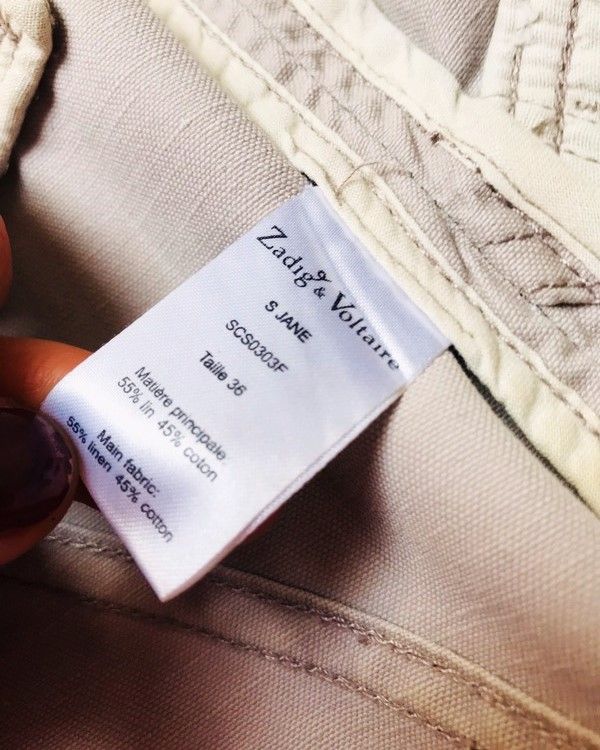 Zadig & Voltaire
S JANE
SCS0303F
Taille 36
Matière principale:
55% lin 45% coton
Main fabric:
55% linen 45% cotton